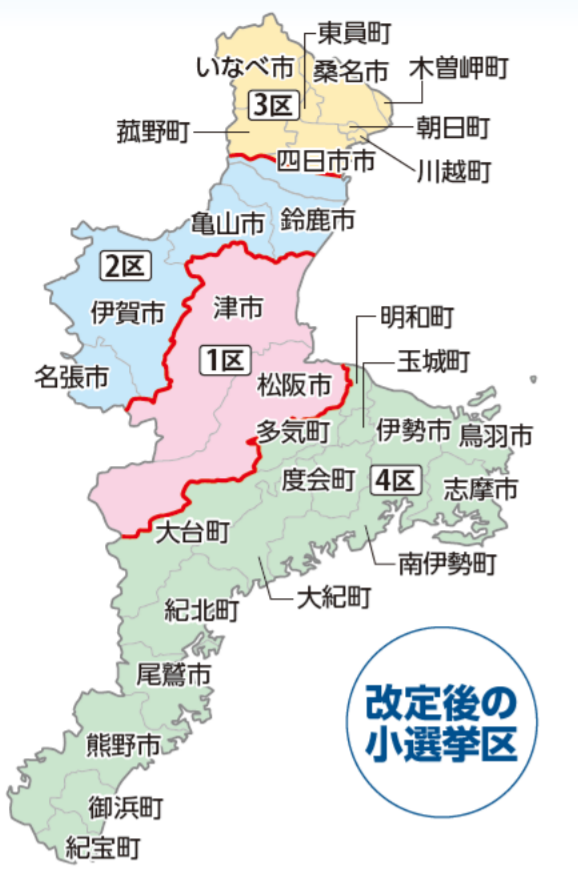 東員町
いなべ市
桑名市
木曽岬町
3区
菰野町
朝日町
四日市市
川越町
亀山市
鈴鹿市
2区
伊賀市
津市
明和町
1区
玉城町
名張市
松阪市
多気町
伊勢市
鳥羽市
度会町
4区
志摩市
大台町
南伊勢町
大紀町
紀北町
尾鷲市
改定後の
小選挙区
熊野市
御浜町
紀宝町